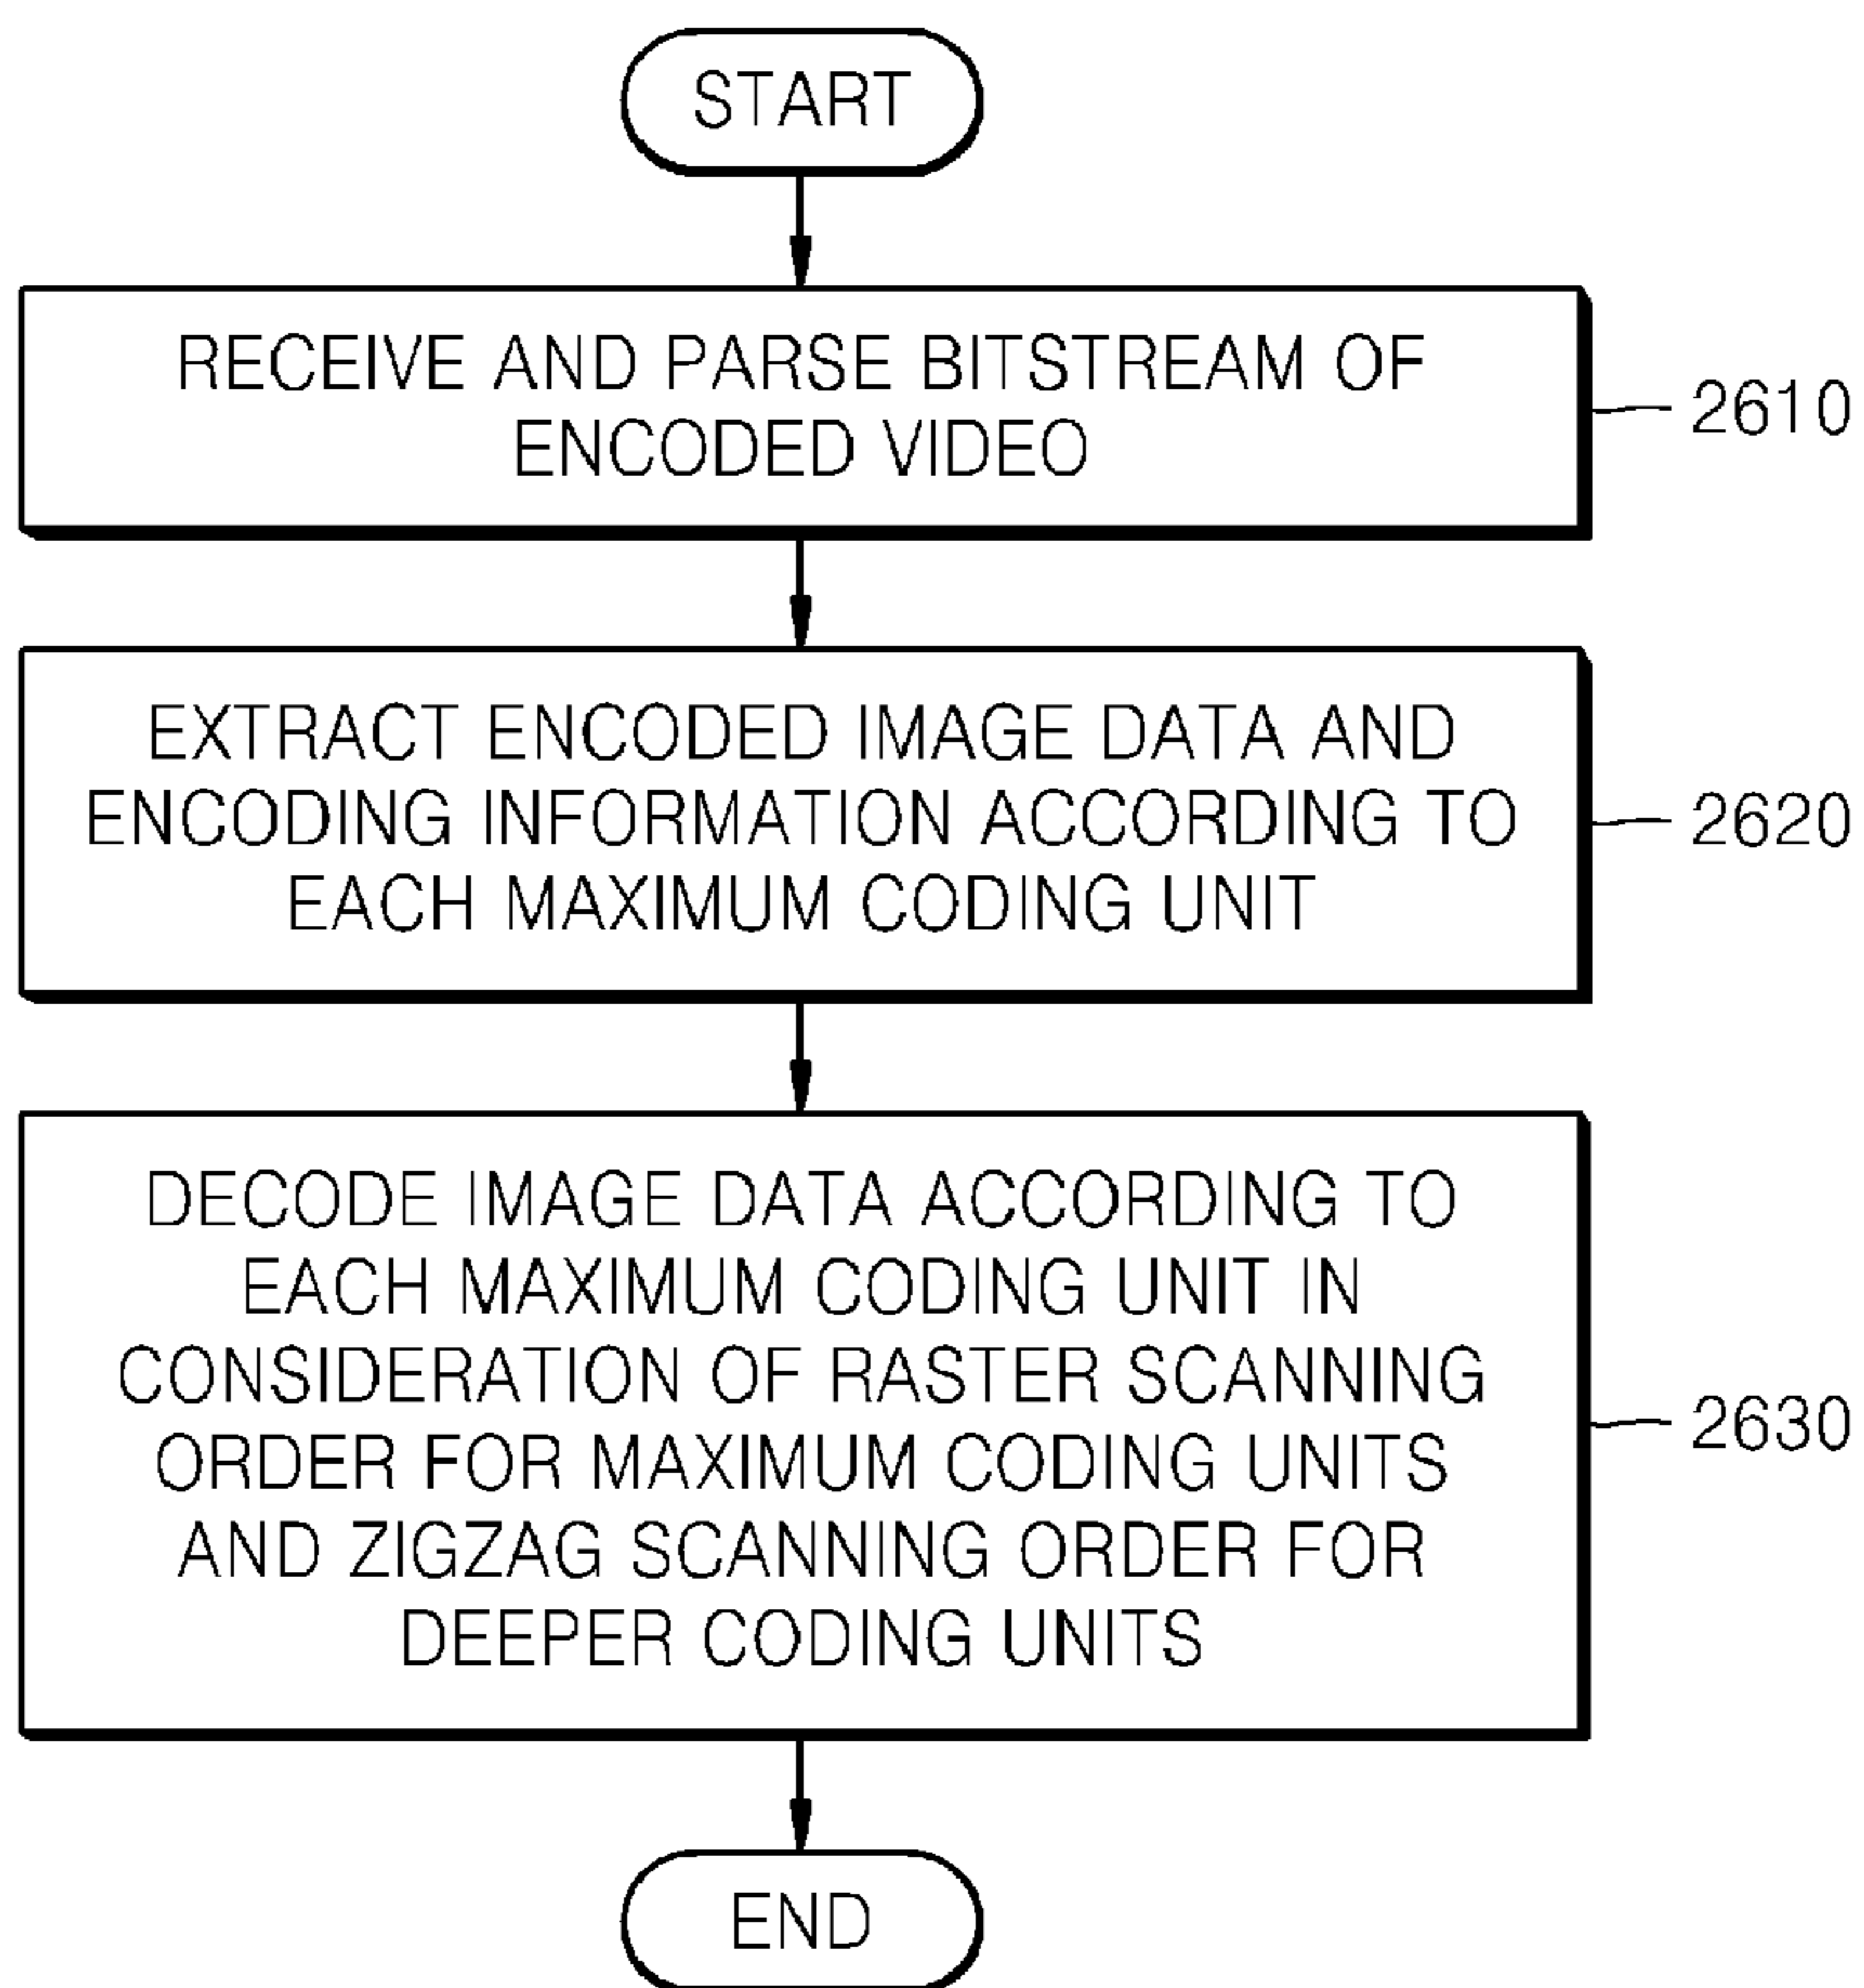 START
RECEIVE AND PARSE BITSTREAM OF
ENCODED VIDEO
2610
EXTRACT ENCODED IMAGE DATA AND
ENCODING INFORMATION ACCORDING TO
EACH MAXIMUM CODING UNIT
2620
DECODE IMAGE DATA ACCORDING TO
EACH MAXIMUM CODING UNIT IN
CONSIDERATION OF RASTER SCANNING
ORDER FOR MAXIMUM CODING UNITS
AND ZIGZAG SCANNING ORDER FOR
DEEPER CODING UNITS
2630
END